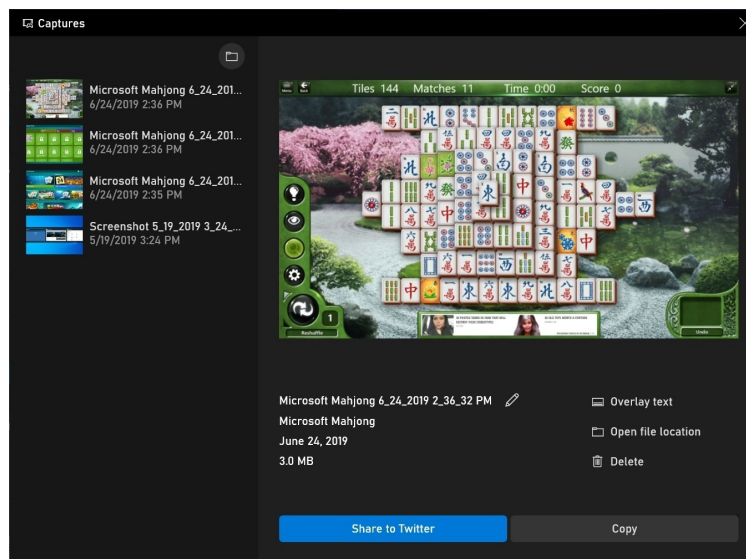 Captures
Microsoft Mahjong 6_24_201...
6/24/2019 2:36 PM
Microsoft Mahjong 6_24_201...
6/24/2019 2:36 PM
Microsoft Mahjong 6_24_201...
6/24/2019 2:35 PM
Screenshot 5_19_2019 3_24_...
5/19/2019 3:24 PM
Menu Back Tiles 144 Matches 11 Time 0:00 Score 0
1
Reshuffle
Undo
Microsoft Mahjong 6_24_2019 2_36_32 PM
Microsoft Mahjong
June 24, 2019
3.0 MB
Overlay text
Open file location
Delete
Share to Twitter
Copy